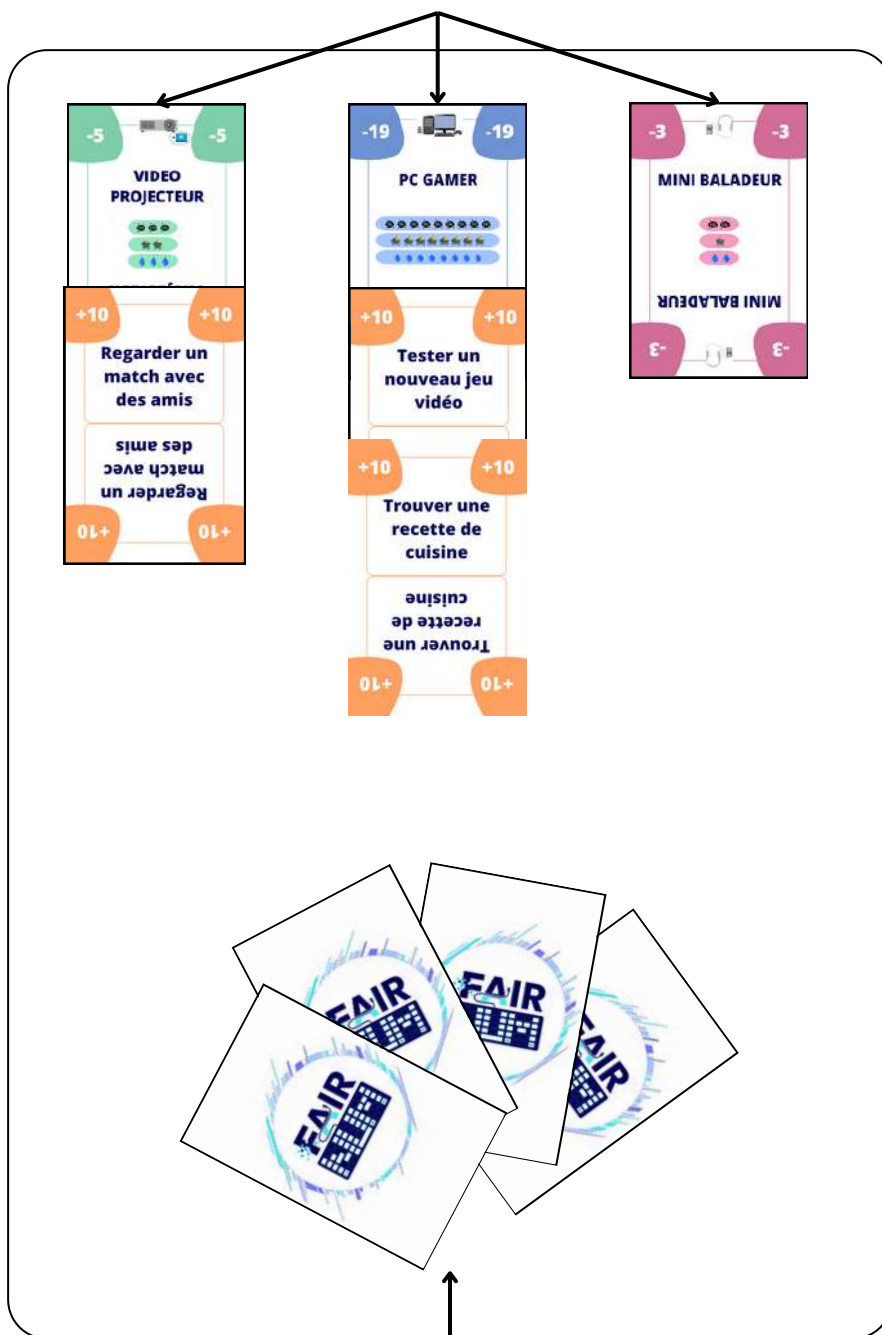 -5 -5
VIDEO
PROJECTEUR
+10 +10
Regarder un
match avec
des amis
Regarder un
match avec
des amis
+10 +10
-19 -19
PC GAMER
+10 +10
Tester un
nouveau jeu
vidéo
+10 +10
Trouver une
recette de
cuisine
Trouver une
recette de
cuisine
+10 +10
-3 -3
MINI BALADEUR
MINI BALADEUR
-3 -3
FAIR
FAIR
FAIR
FAIR